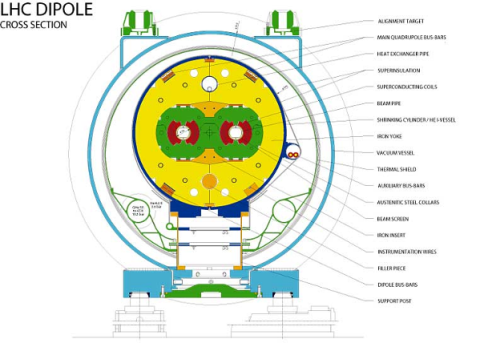 LHC DIPOLE
CROSS SECTION
ALIGNMENT TARGET
MAIN QUADRUPOLE BUS-BARS
HEAT EXCHANGER PIPE
SUPERINSULATION
SUPERCONDUCTING COILS
BEAM PIPE
SHRINKING CYLINDER / HE I-VESSEL
IRON YOKE
VACUUM VESSEL
THERMAL SHIELD
AUXILIARY BUS-BARS
AUSTENITIC STEEL COLLARS
BEAM SCREEN
IRON INSERT
INSTRUMENTATION WIRES
FILLER PIECE
DIPOLE BUS-BARS
SUPPORT POST